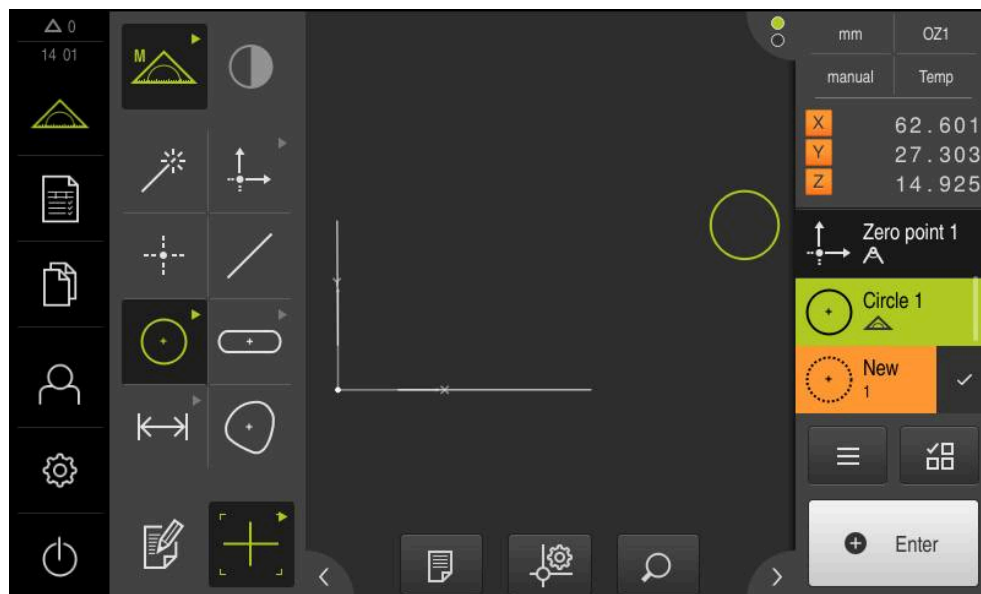 0
14 01
M
mm
OZ1
manual
Temp
X 62.601
Y 27.303
Z 14.925
Zero point 1
Circle 1
New
1
Y
X
Enter